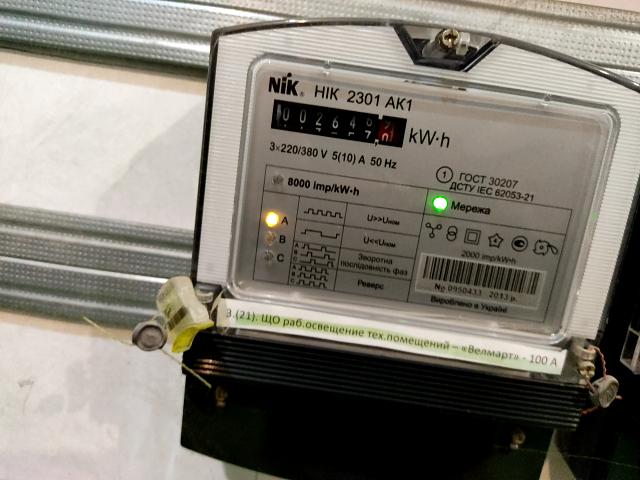 NiK НІК 2301 АК1
kW·h
3×220/380 V 5(10) A 50 Hz
1 ГОСТ 30207
ДСТУ IEC 62053-21
8000 imp/kW·h
Мережа
A U>>Uном
B U<<Uном
C Зворотна
послідовність фаз
Реверс
2000 imp/kW·h
№ 0950433 2013 р.
Вироблено в Україні
3.(21). ЩО раб.освещение тех.помещений – «Велмарт» - 100 А